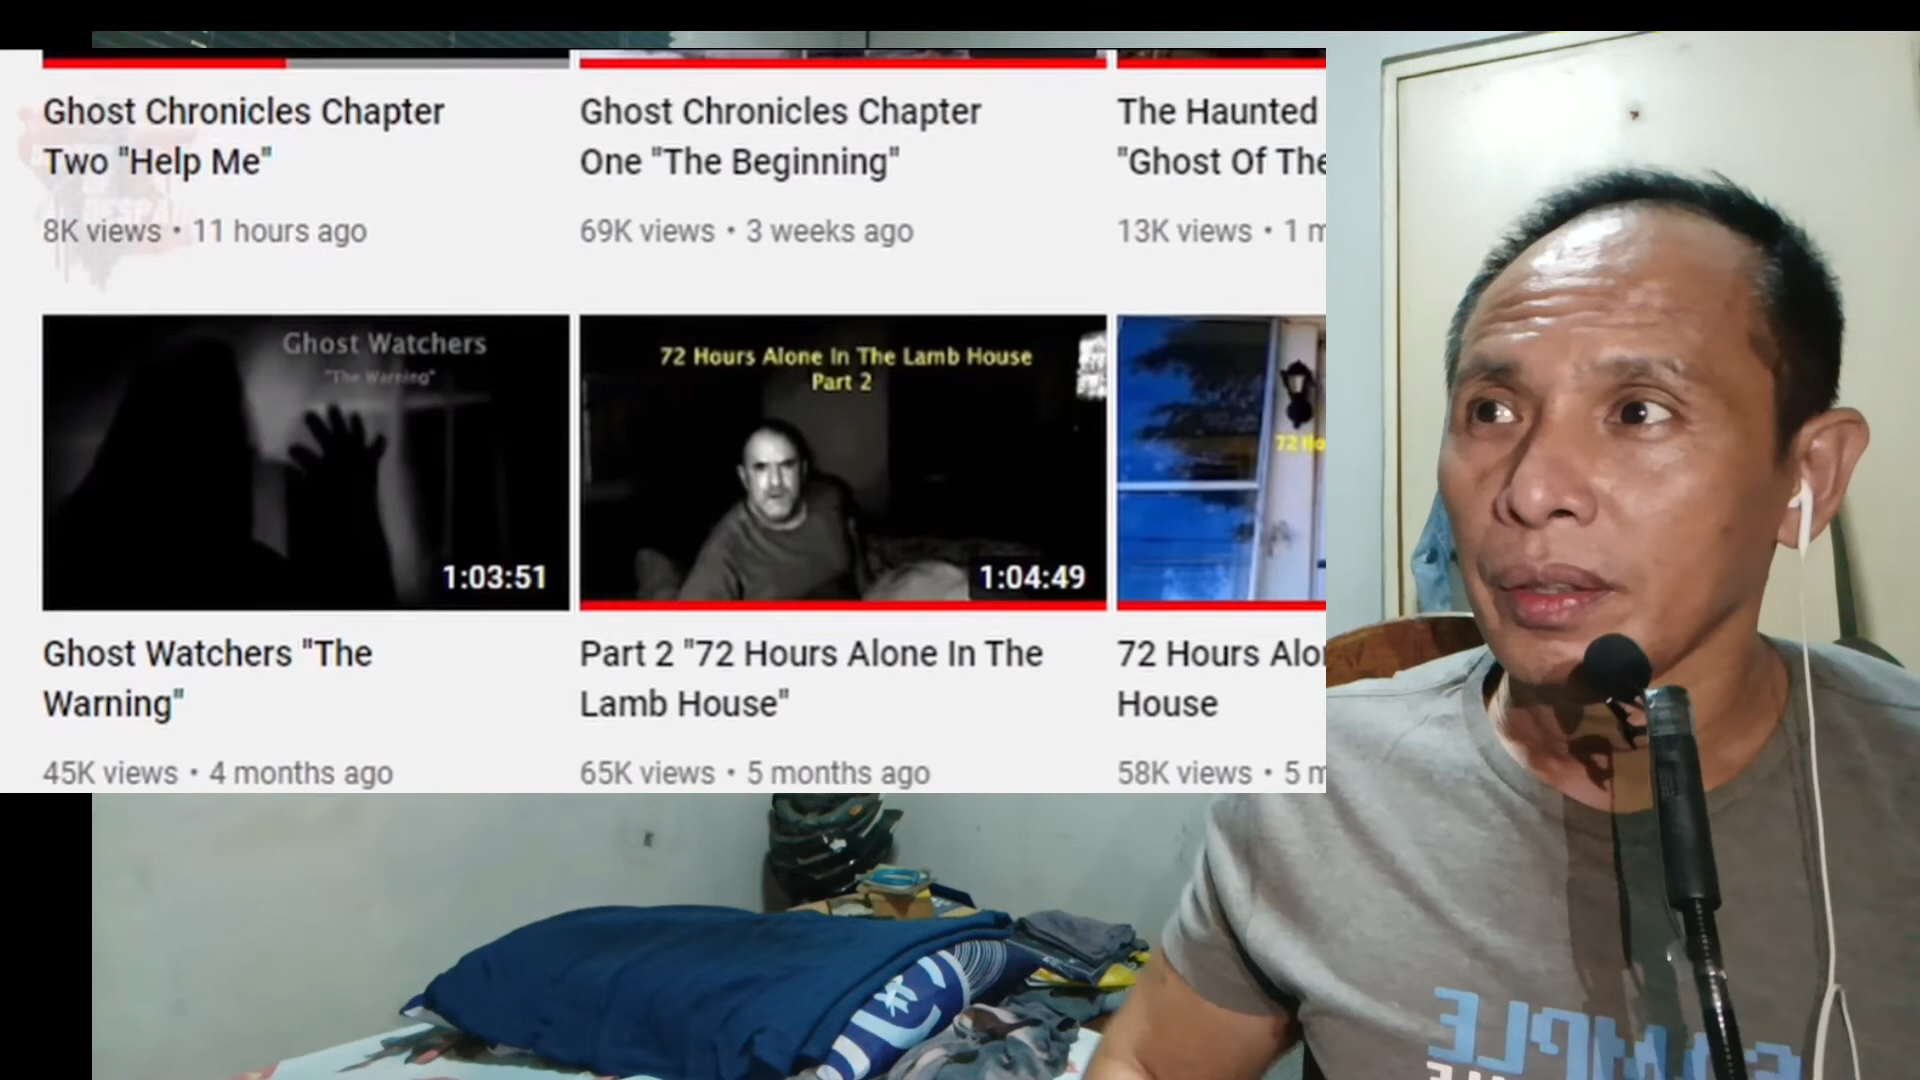 Ghost Chronicles Chapter
Two "Help Me"
8K views • 11 hours ago
Ghost Chronicles Chapter
One "The Beginning"
69K views • 3 weeks ago
The Haunted
"Ghost Of The
13K views • 1 m
Ghost Watchers
"The Warning"
1:03:51
72 Hours Alone In The Lamb House
Part 2
1:04:49
72 Ho
Ghost Watchers "The
Warning"
45K views • 4 months ago
Part 2 "72 Hours Alone In The
Lamb House"
65K views • 5 months ago
72 Hours Alo
House
58K views • 5 m